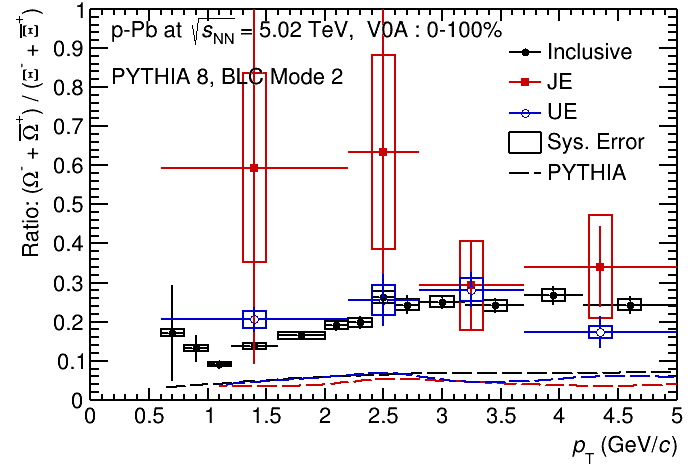 p-Pb at √s_NN = 5.02 TeV, V0A : 0-100%
PYTHIA 8, BLC Mode 2
Inclusive
JE
UE
Sys. Error
PYTHIA
Ratio: (Ω⁻ + Ω̅⁺) / (Ξ⁻ + Ξ̅⁺)
1
0.9
0.8
0.7
0.6
0.5
0.4
0.3
0.2
0.1
0
0 0.5 1 1.5 2 2.5 3 3.5 4 4.5 5
p_T (GeV/c)